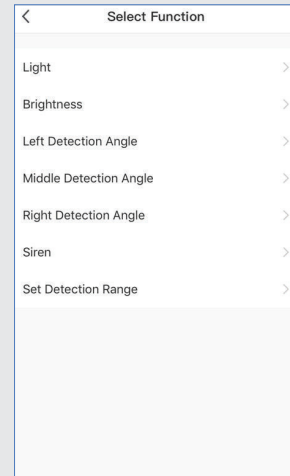 Select Function
Light
Brightness
Left Detection Angle
Middle Detection Angle
Right Detection Angle
Siren
Set Detection Range